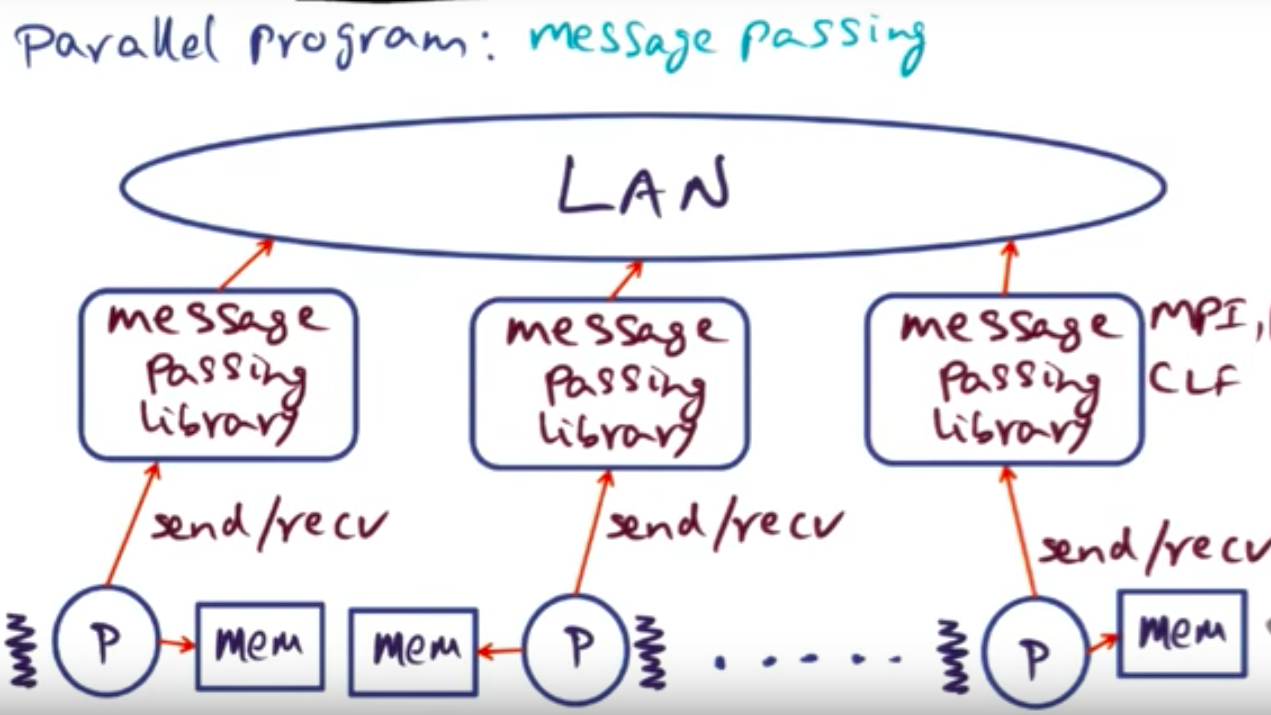 parallel program: message passing
LAN
message
passing
library
message
passing
library
message
passing
library
MPI,
CLF
send/recv
send/recv
send/recv
P
mem
mem
P
P
mem